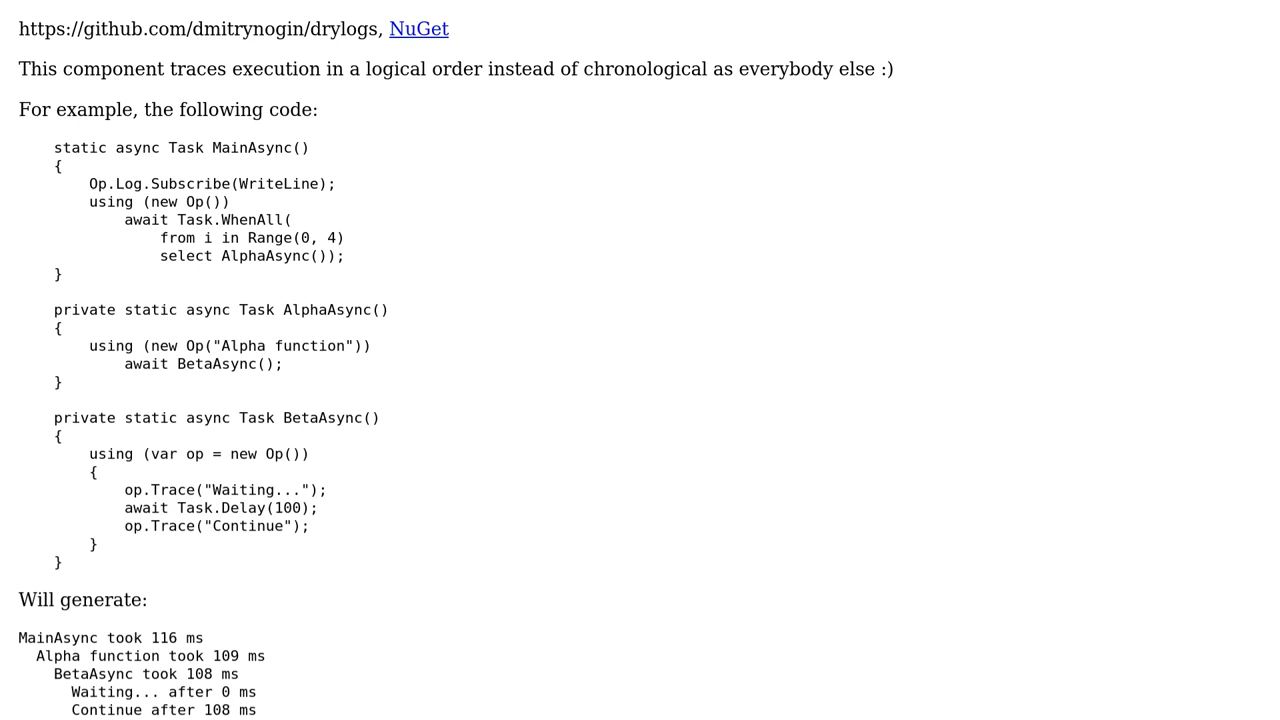 https://github.com/dmitrynogin/drylogs, NuGet
This component traces execution in a logical order instead of chronological as everybody else :)
For example, the following code:
    static async Task MainAsync()
    {
        Op.Log.Subscribe(WriteLine);
        using (new Op())
            await Task.WhenAll(
                from i in Range(0, 4)
                select AlphaAsync());
    }
    private static async Task AlphaAsync()
    {
        using (new Op("Alpha function"))
            await BetaAsync();
    }
    private static async Task BetaAsync()
    {
        using (var op = new Op())
        {
            op.Trace("Waiting...");
            await Task.Delay(100);
            op.Trace("Continue");
        }
    }
Will generate:
MainAsync took 116 ms
  Alpha function took 109 ms
    BetaAsync took 108 ms
      Waiting... after 0 ms
      Continue after 108 ms